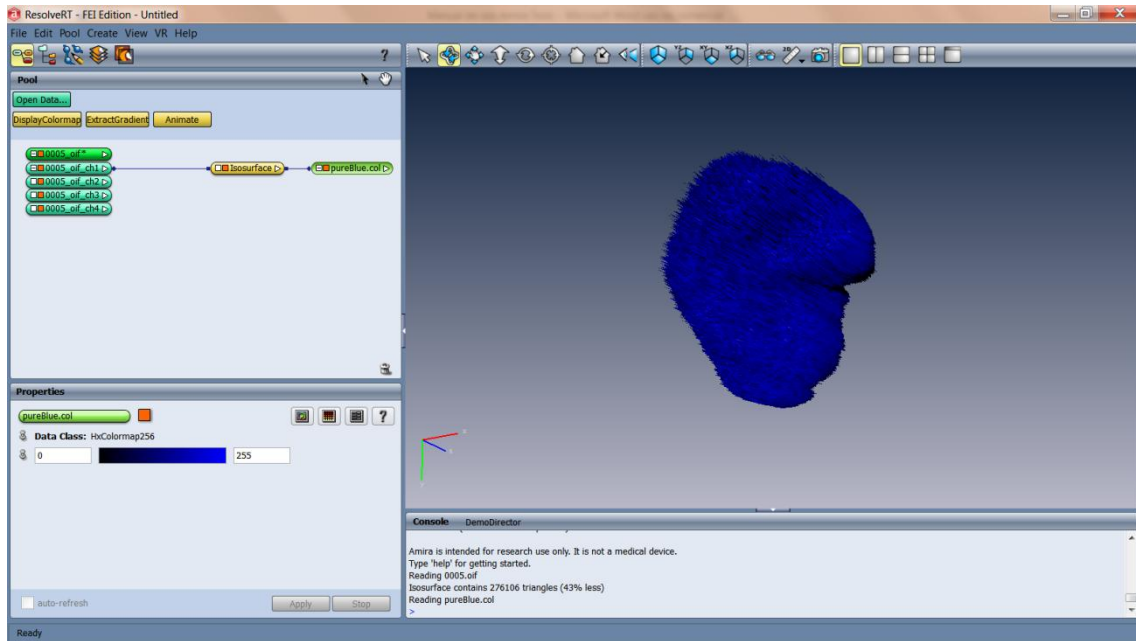 ResolveRT - FEI Edition - Untitled
File Edit Pool Create View VR Help
?
Pool
Open Data...
DisplayColormap ExtractGradient Animate
0005_oif*
0005_oif_ch1 Isosurface pureBlue.col
0005_oif_ch2
0005_oif_ch3
0005_oif_ch4
Properties
pureBlue.col ?
Data Class: HxColormap256
0 255
auto-refresh Apply Stop
Console DemoDirector
Amira is intended for research use only. It is not a medical device.
Type 'help' for getting started.
Reading 0005.oif
Isosurface contains 276106 triangles (43% less)
Reading pureBlue.col
>
Ready